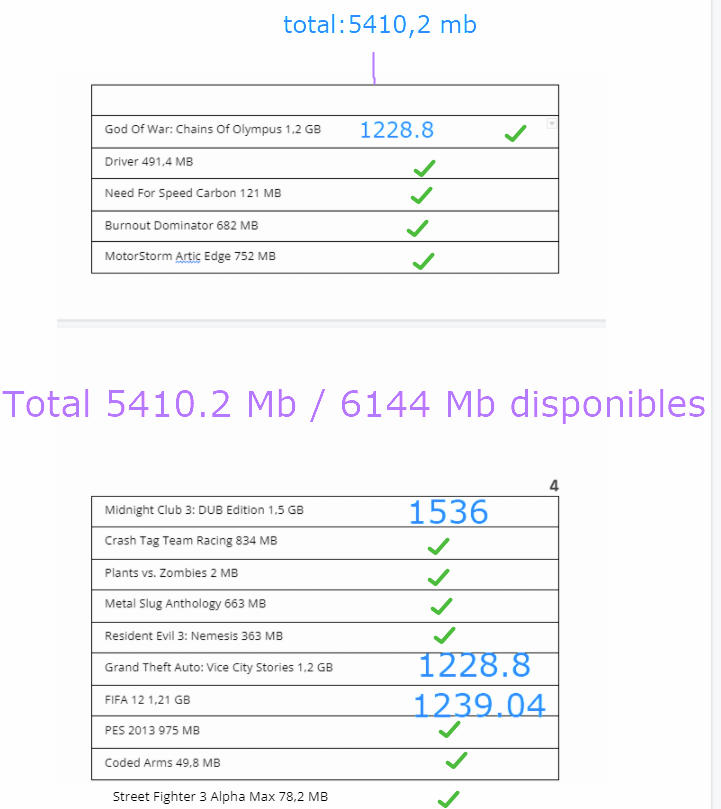 total:5410,2 mb
God Of War: Chains Of Olympus 1,2 GB 1228.8
Driver 491,4 MB
Need For Speed Carbon 121 MB
Burnout Dominator 682 MB
MotorStorm Artic Edge 752 MB
Total 5410.2 Mb / 6144 Mb disponibles
4
Midnight Club 3: DUB Edition 1,5 GB 1536
Crash Tag Team Racing 834 MB
Plants vs. Zombies 2 MB
Metal Slug Anthology 663 MB
Resident Evil 3: Nemesis 363 MB
Grand Theft Auto: Vice City Stories 1,2 GB 1228.8
FIFA 12 1,21 GB 1239.04
PES 2013 975 MB
Coded Arms 49,8 MB
Street Fighter 3 Alpha Max 78,2 MB